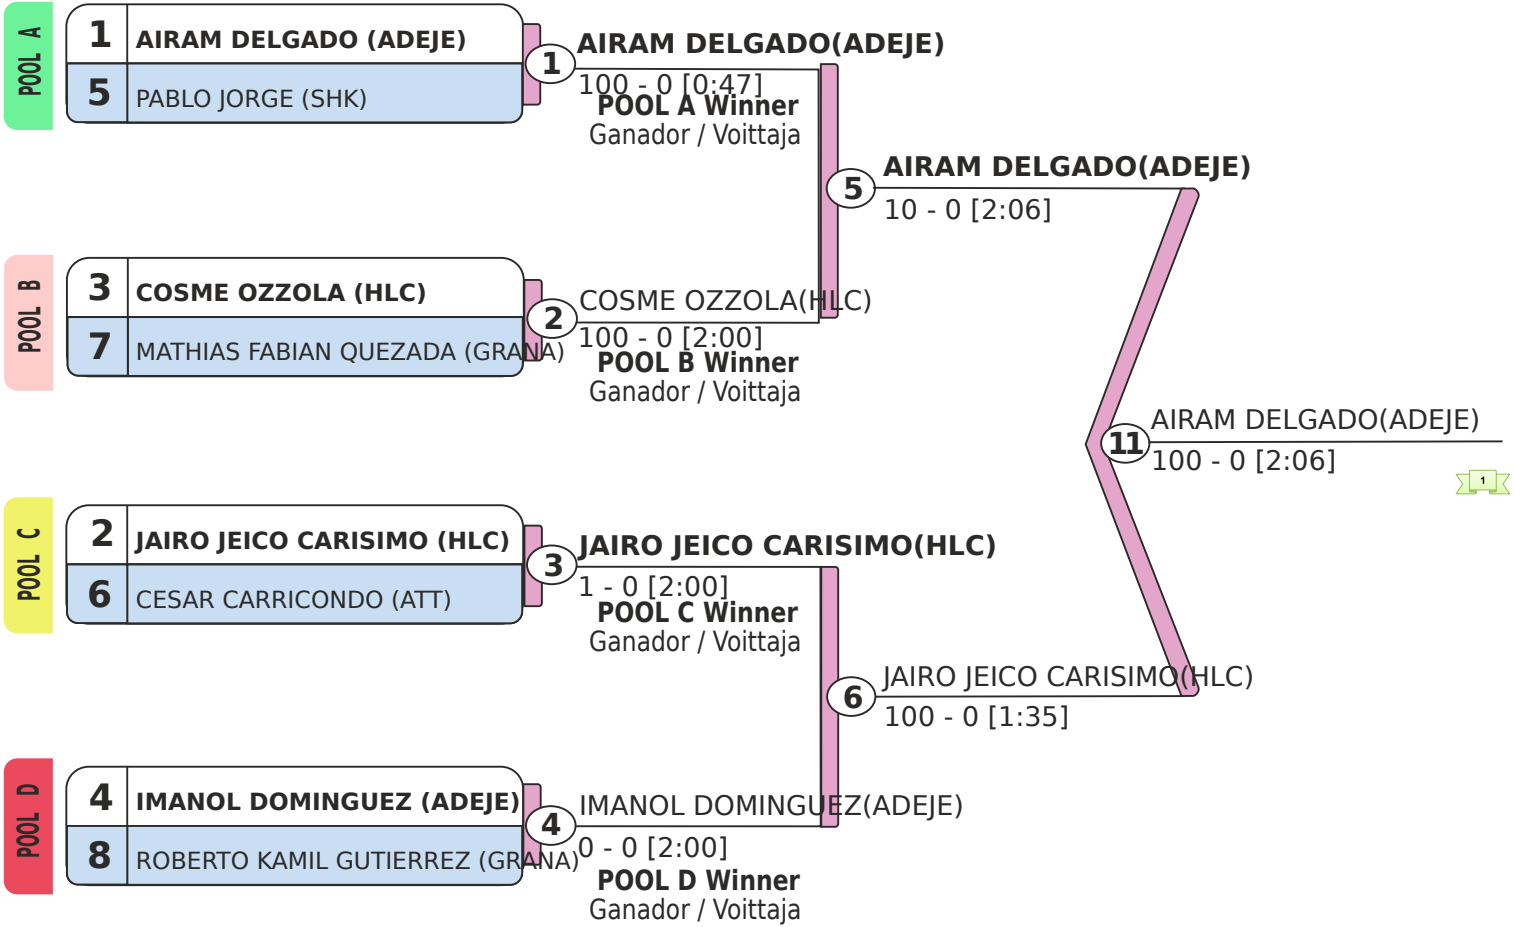 POOL A
1
AIRAM DELGADO (ADEJE)
5
PABLO JORGE (SHK)
1
AIRAM DELGADO(ADEJE)
100 - 0 [0:47]
POOL A Winner
Ganador / Voittaja
5
AIRAM DELGADO(ADEJE)
10 - 0 [2:06]
POOL B
3
COSME OZZOLA (HLC)
7
MATHIAS FABIAN QUEZADA (GRANA)
2
COSME OZZOLA(HLC)
100 - 0 [2:00]
POOL B Winner
Ganador / Voittaja
11
AIRAM DELGADO(ADEJE)
100 - 0 [2:06]
1
POOL C
2
JAIRO JEICO CARISIMO (HLC)
6
CESAR CARRICONDO (ATT)
3
JAIRO JEICO CARISIMO(HLC)
1 - 0 [2:00]
POOL C Winner
Ganador / Voittaja
6
JAIRO JEICO CARISIMO(HLC)
100 - 0 [1:35]
POOL D
4
IMANOL DOMINGUEZ (ADEJE)
8
ROBERTO KAMIL GUTIERREZ (GRANA)
4
IMANOL DOMINGUEZ(ADEJE)
0 - 0 [2:00]
POOL D Winner
Ganador / Voittaja